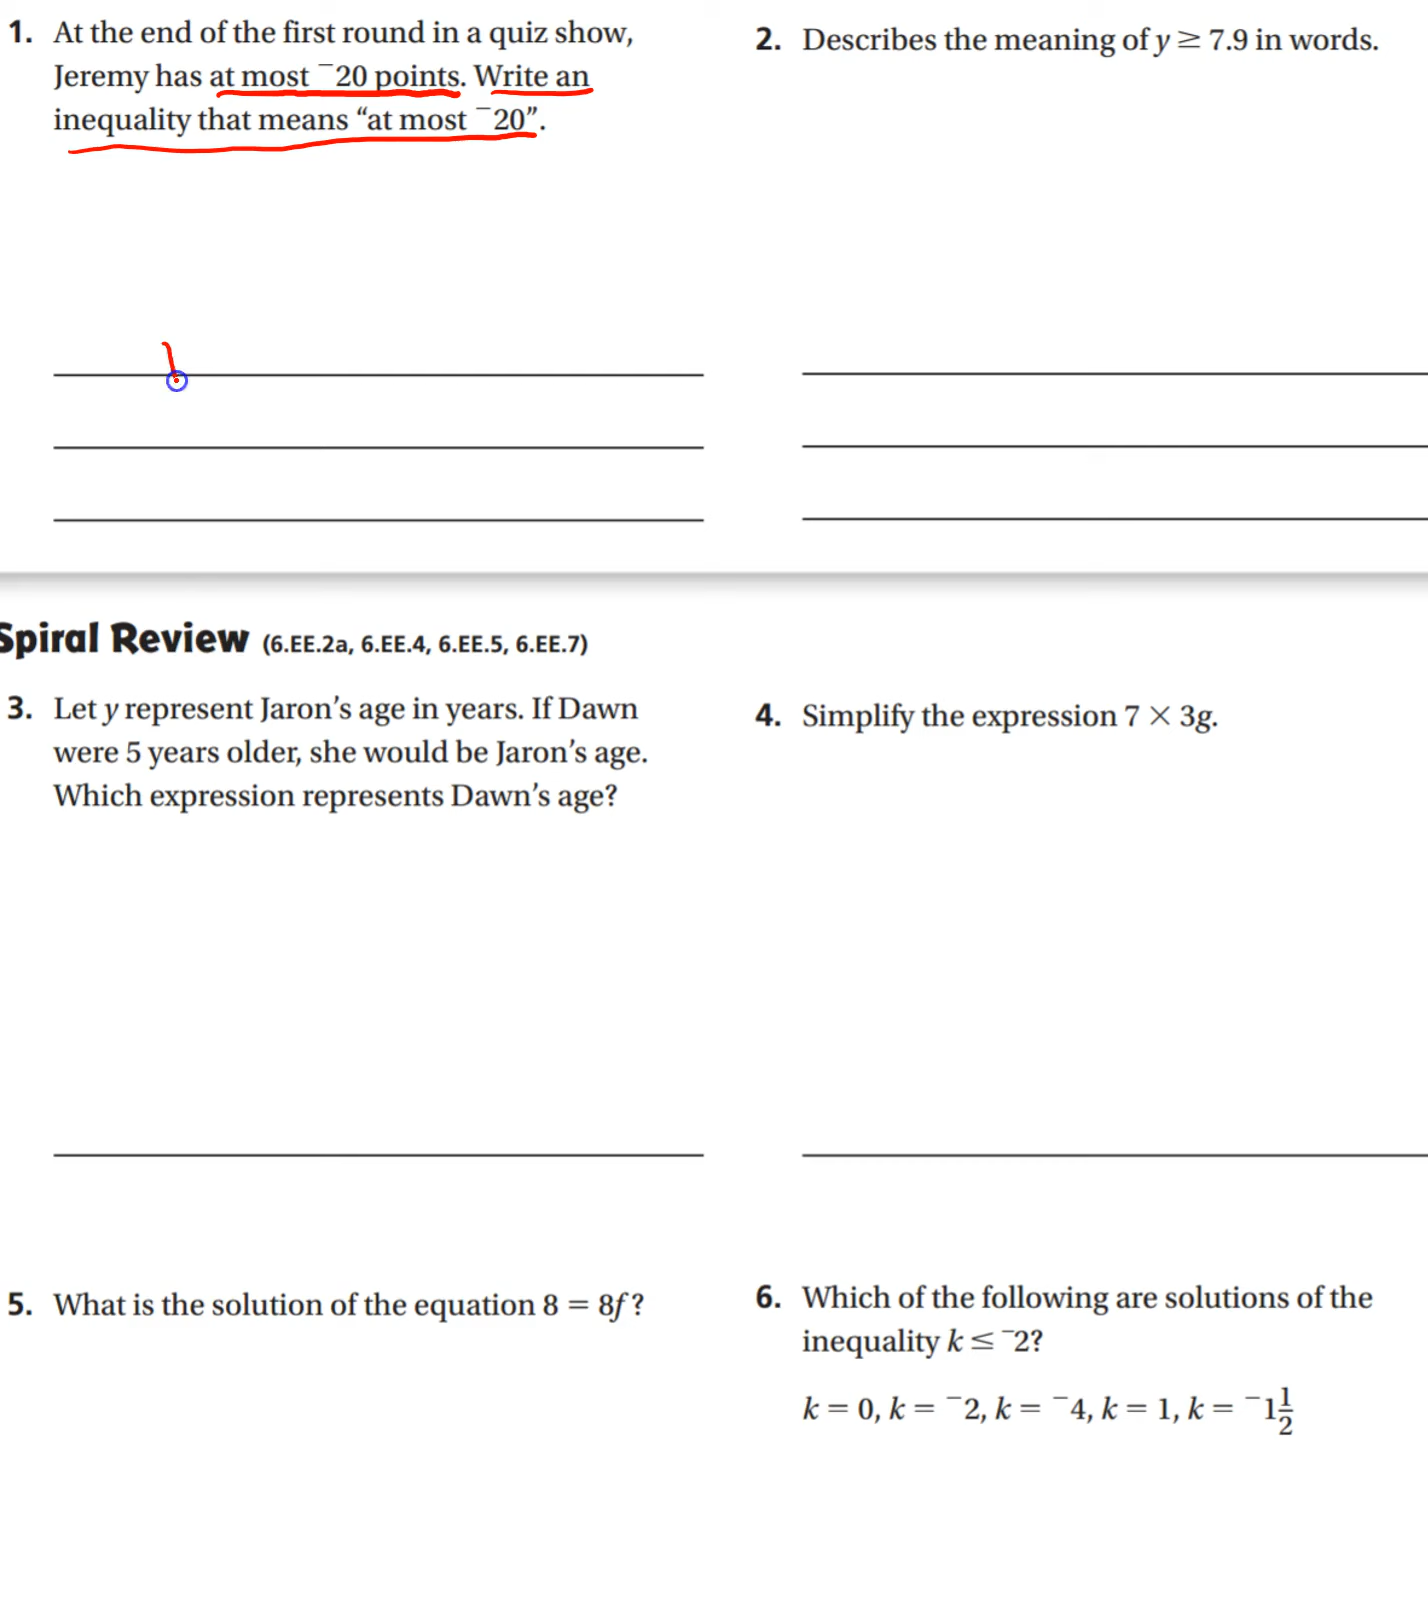 1. At the end of the first round in a quiz show,
Jeremy has at most ⁻20 points. Write an
inequality that means “at most ⁻20”.
2. Describes the meaning of y ≥ 7.9 in words.
Spiral Review (6.EE.2a, 6.EE.4, 6.EE.5, 6.EE.7)
3. Let y represent Jaron’s age in years. If Dawn
were 5 years older, she would be Jaron’s age.
Which expression represents Dawn’s age?
4. Simplify the expression 7 × 3g.
5. What is the solution of the equation 8 = 8f?
6. Which of the following are solutions of the
inequality k ≤ ⁻2?
k = 0, k = ⁻2, k = ⁻4, k = 1, k = ⁻1 1/2